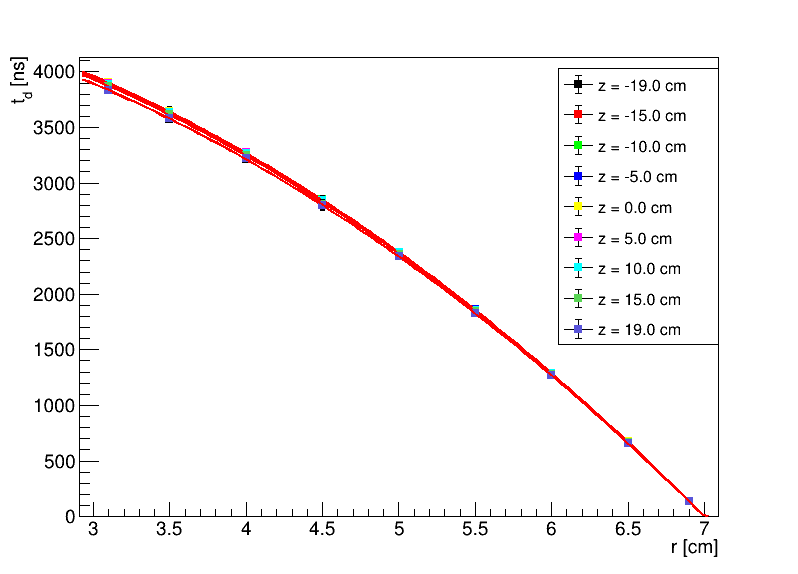 t_d [ns]
4000
3500
3000
2500
2000
1500
1000
500
0
3 3.5 4 4.5 5 5.5 6 6.5 7
r [cm]
z = -19.0 cm
z = -15.0 cm
z = -10.0 cm
z = -5.0 cm
z = 0.0 cm
z = 5.0 cm
z = 10.0 cm
z = 15.0 cm
z = 19.0 cm